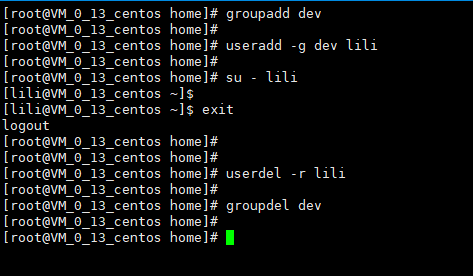 [root@VM_0_13_centos home]# groupadd dev
[root@VM_0_13_centos home]#
[root@VM_0_13_centos home]# useradd -g dev lili
[root@VM_0_13_centos home]#
[root@VM_0_13_centos home]# su - lili
[lili@VM_0_13_centos ~]$
[lili@VM_0_13_centos ~]$ exit
logout
[root@VM_0_13_centos home]#
[root@VM_0_13_centos home]#
[root@VM_0_13_centos home]# userdel -r lili
[root@VM_0_13_centos home]#
[root@VM_0_13_centos home]# groupdel dev
[root@VM_0_13_centos home]#
[root@VM_0_13_centos home]#